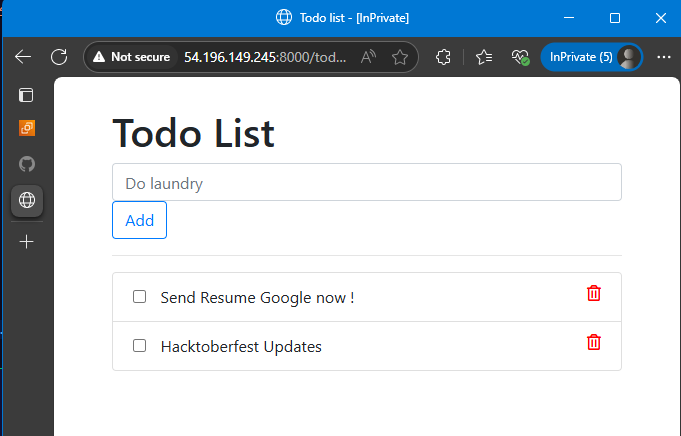 Todo list - [InPrivate]
Not secure 54.196.149.245:8000/tod... InPrivate (5)
Todo List
Do laundry
Add
Send Resume Google now !
Hacktoberfest Updates